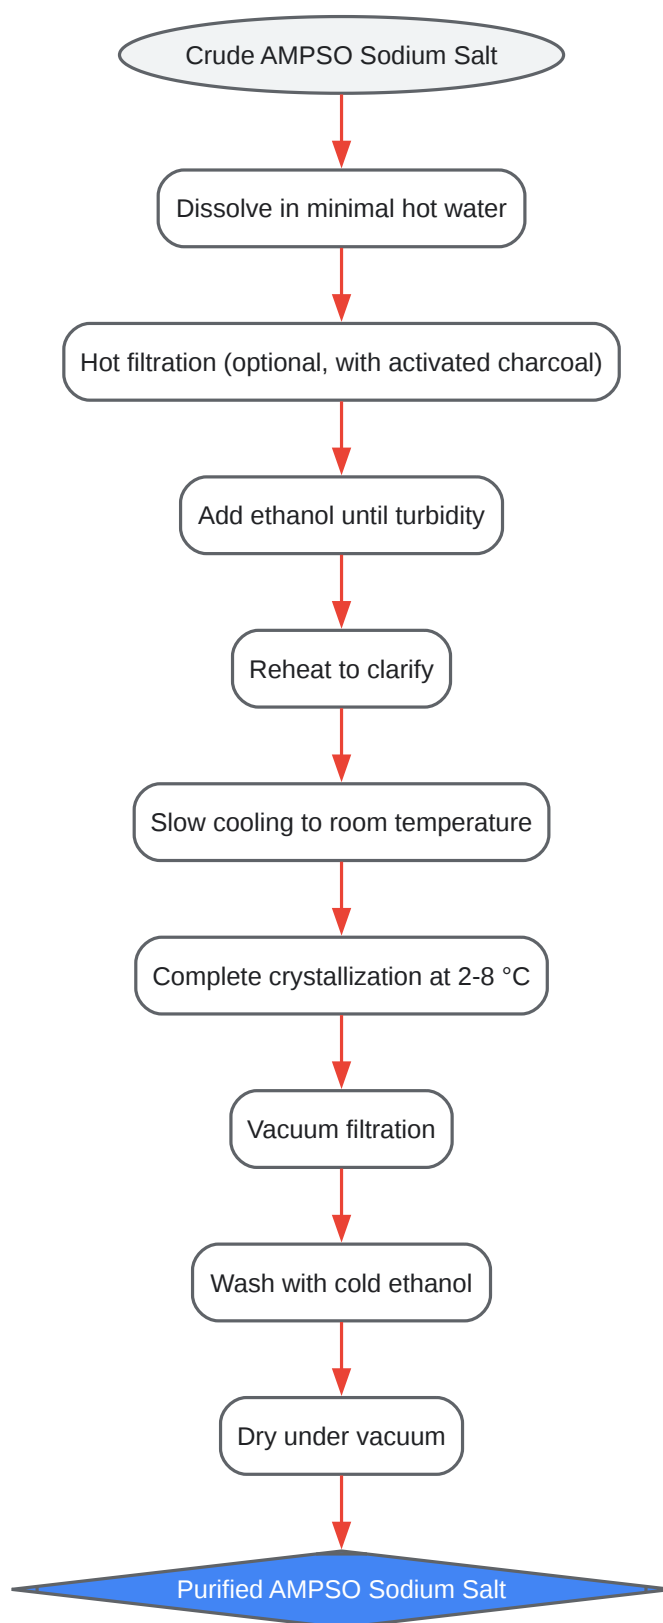 Crude AMPSO Sodium Salt
Dissolve in minimal hot water
Hot filtration (optional, with activated charcoal)
Add ethanol until turbidity
Reheat to clarify
Slow cooling to room temperature
Complete crystallization at 2-8 °C
Vacuum filtration
Wash with cold ethanol
Dry under vacuum
Purified AMPSO Sodium Salt